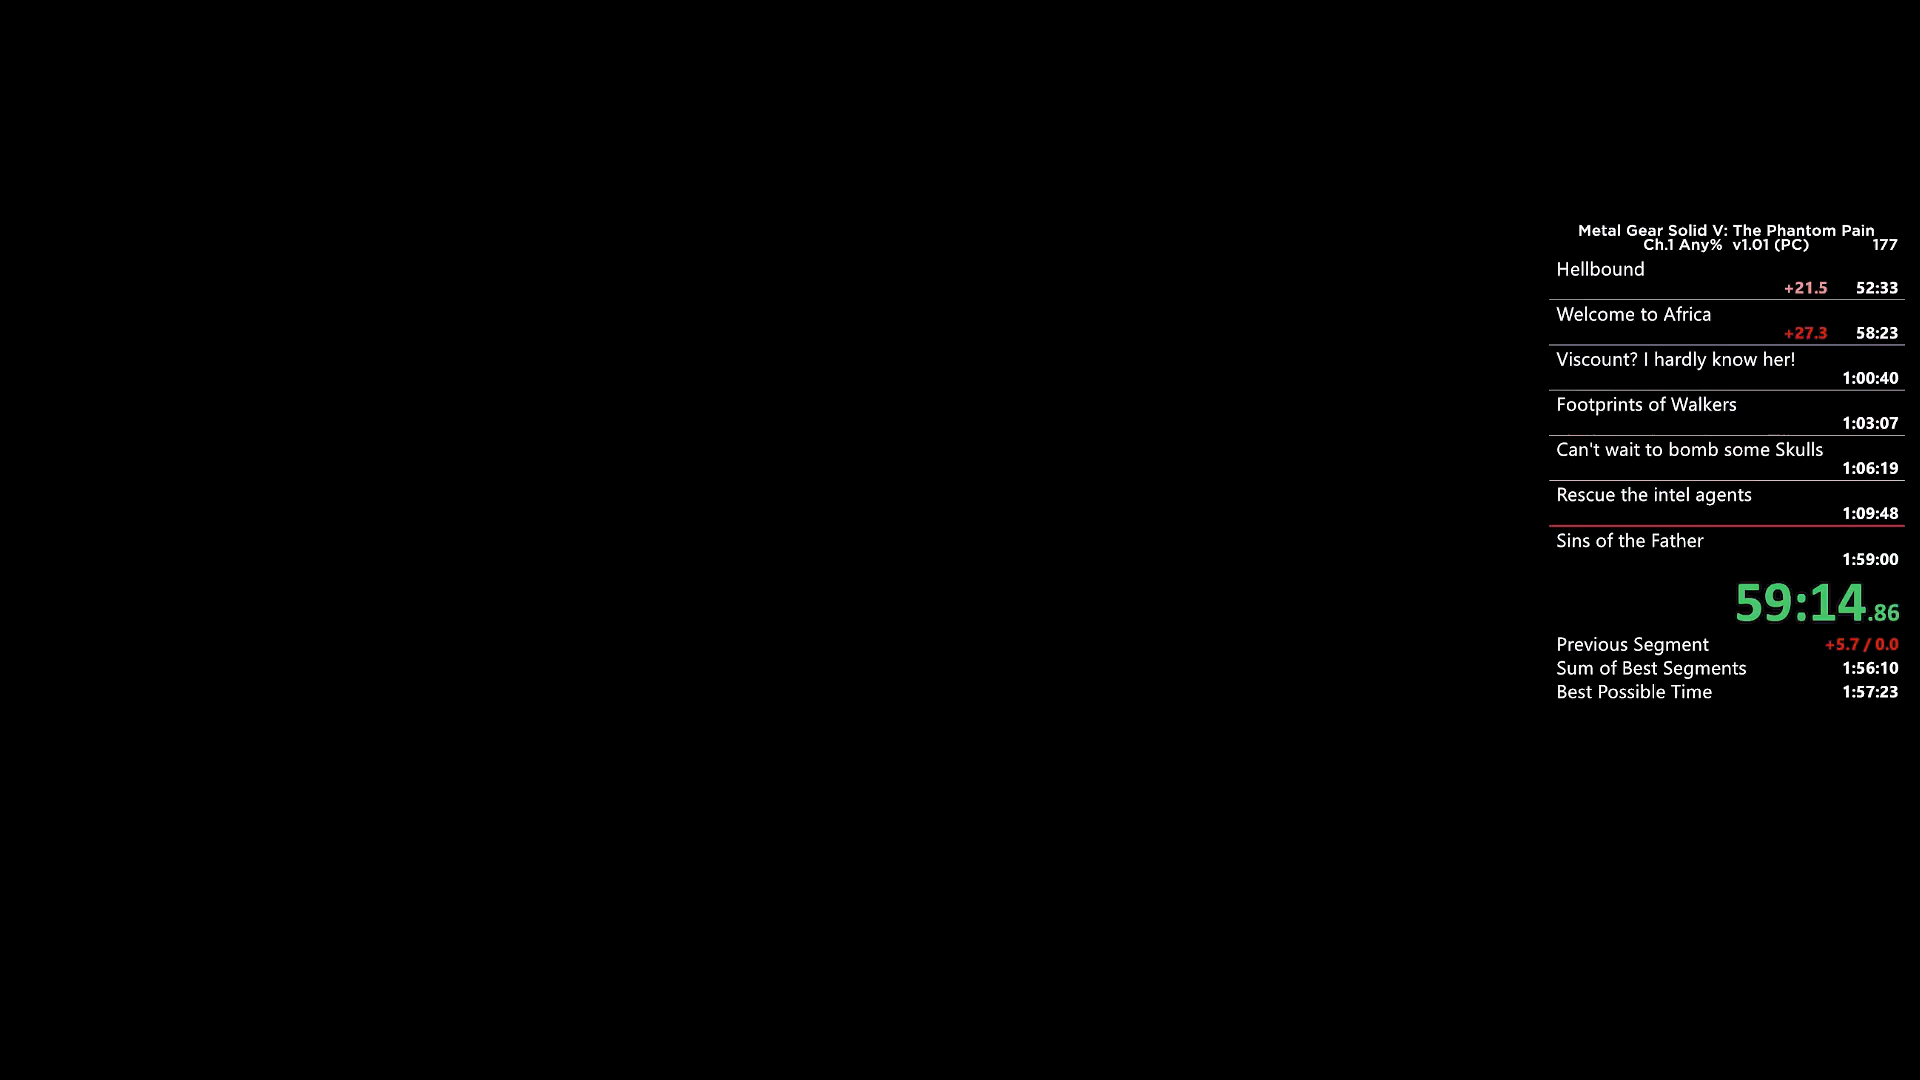 Metal Gear Solid V: The Phantom Pain
Ch.1 Any% v1.01 (PC) 177
Hellbound
+21.5 52:33
Welcome to Africa
+27.3 58:23
Viscount? I hardly know her!
1:00:40
Footprints of Walkers
1:03:07
Can't wait to bomb some Skulls
1:06:19
Rescue the intel agents
1:09:48
Sins of the Father
1:59:00
59:14.86
Previous Segment +5.7 / 0.0
Sum of Best Segments 1:56:10
Best Possible Time 1:57:23